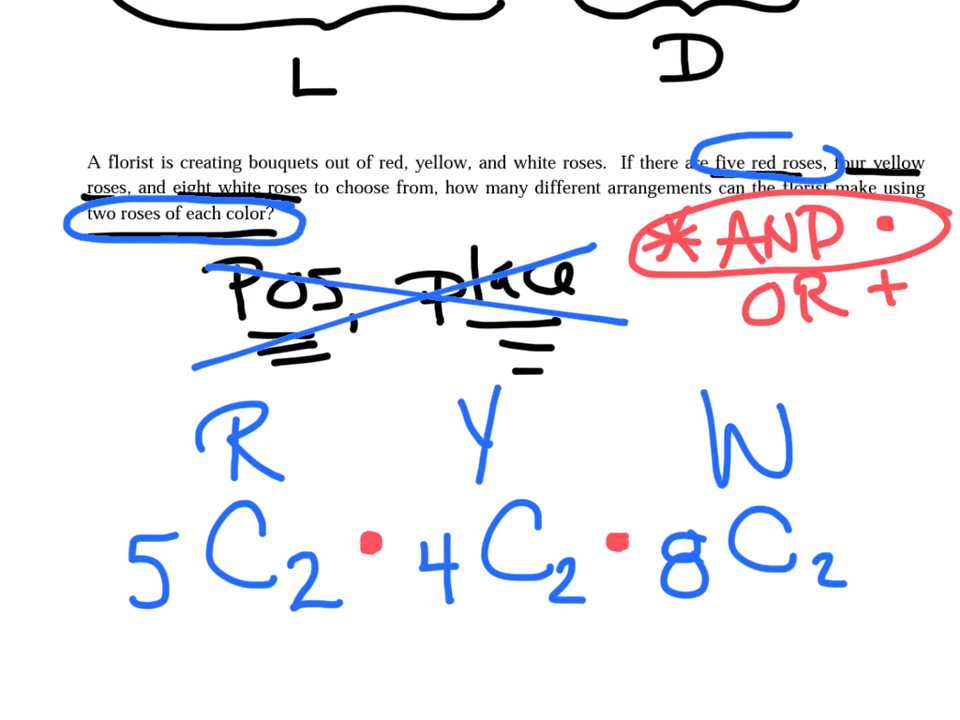 L D
A florist is creating bouquets out of red, yellow, and white roses. If there are five red roses, four yellow
roses, and eight white roses to choose from, how many different arrangements can the florist make using
two roses of each color?
* AND •
Pos, Place
OR +
R Y W
5C2 • 4C2 • 8C2